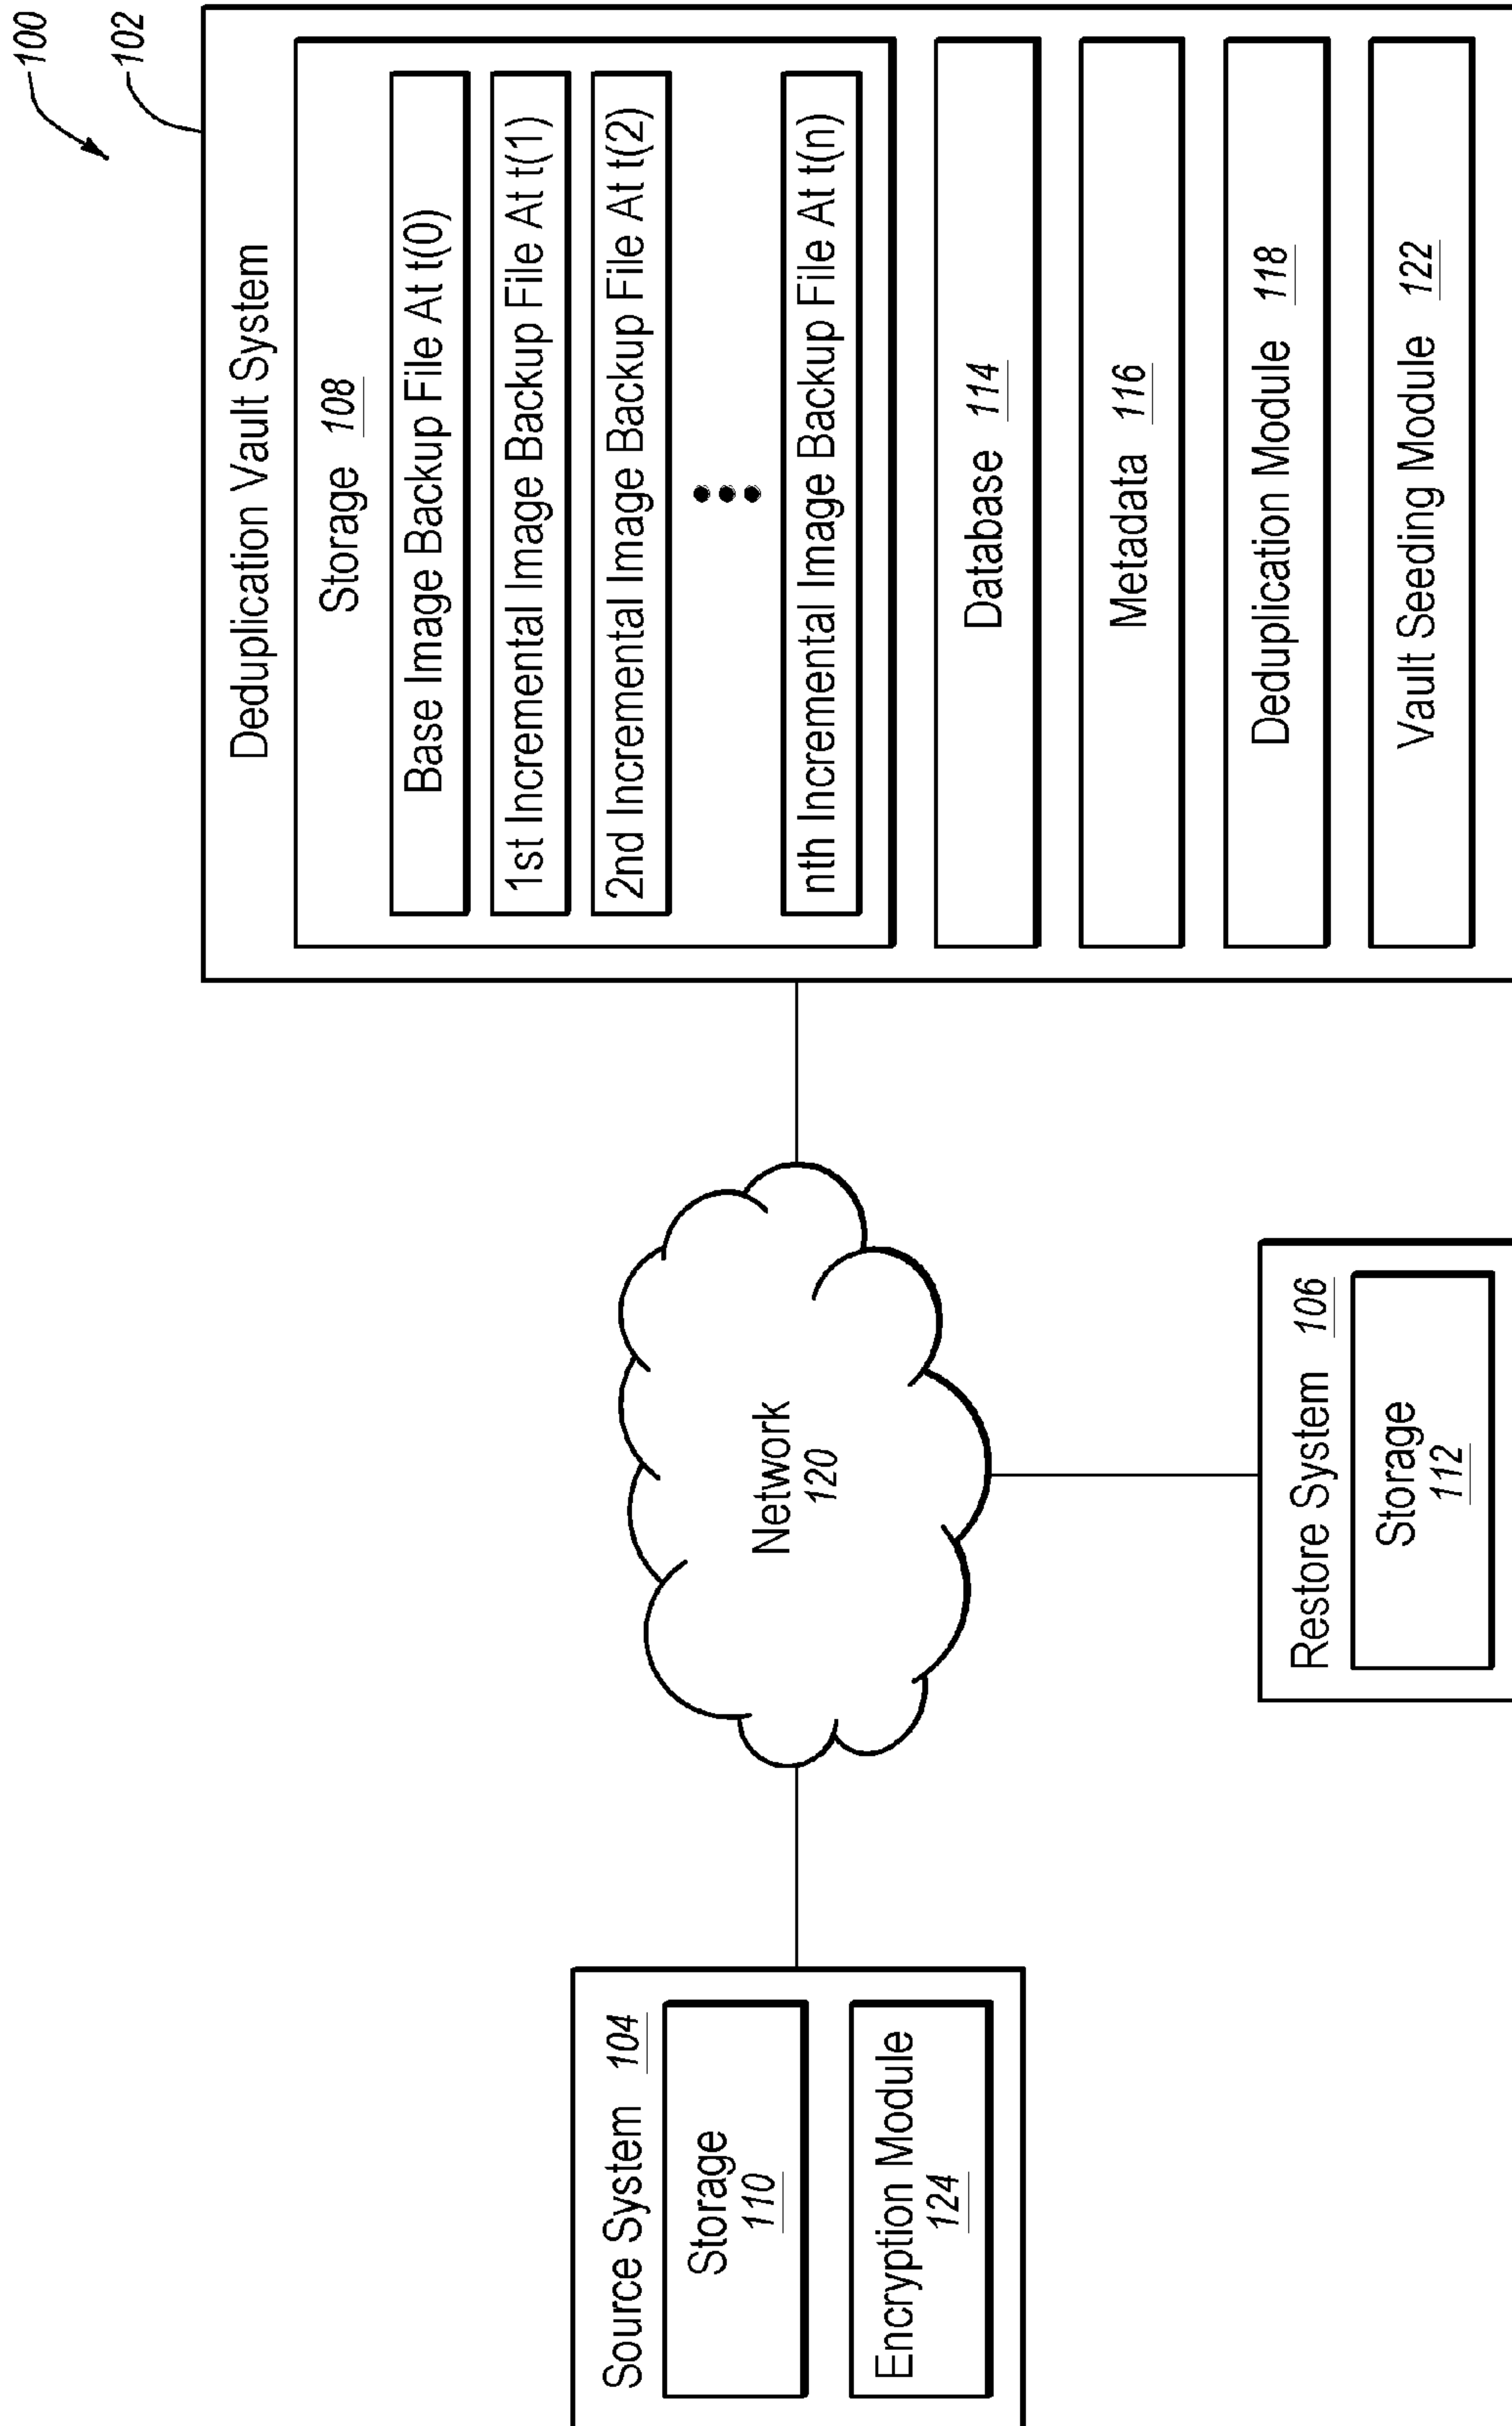 100
102
Deduplication Vault System
Storage 108
Base Image Backup File At t(0)
1st Incremental Image Backup File At t(1)
2nd Incremental Image Backup File At t(2)
nth Incremental Image Backup File At t(n)
Database 114
Metadata 116
Deduplication Module 118
Vault Seeding Module 122
Network
120
Source System 104
Storage
110
Encryption Module
124
Restore System 106
Storage
112